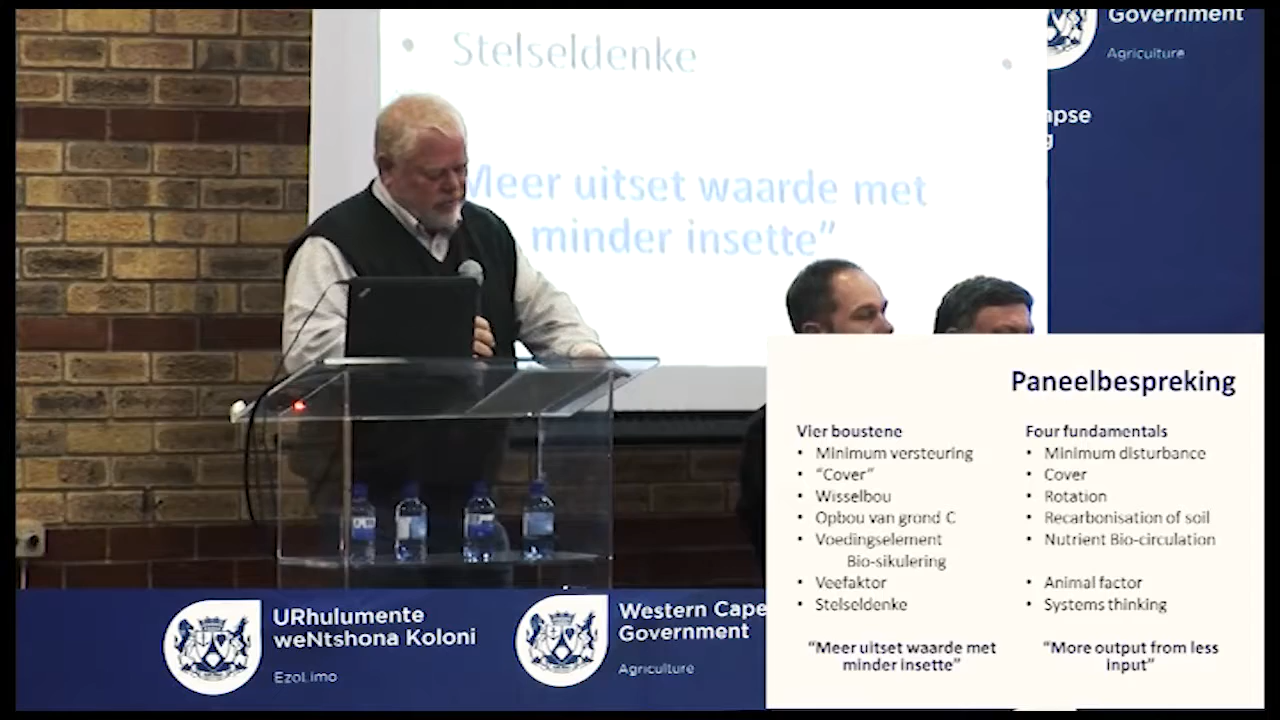 Stelseldenke
Meer uitset waarde met
minder insette”
Government
Agriculture
Paneelbespreking
Vier boustene
• Minimum versteuring
• “Cover”
• Wisselbou
• Opbou van grond C
• Voedingselement
Bio-sikulering
• Veefaktor
• Stelseldenke
“Meer uitset waarde met
minder insette”
Four fundamentals
• Minimum disturbance
• Cover
• Rotation
• Recarbonisation of soil
• Nutrient Bio-circulation
• Animal factor
• Systems thinking
“More output from less
input”
URhulumente
weNtshona Koloni
EzoLimo
Western Cape
Government
Agriculture